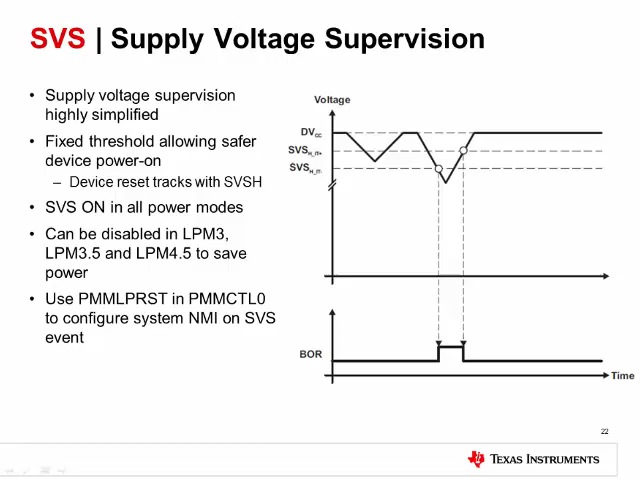 SVS | Supply Voltage Supervision
• Supply voltage supervision
highly simplified
• Fixed threshold allowing safer
device power-on
– Device reset tracks with SVSH
• SVS ON in all power modes
• Can be disabled in LPM3,
LPM3.5 and LPM4.5 to save
power
• Use PMMLPRST in PMMCTL0
to configure system NMI on SVS
event
Voltage
DVCC
SVSH_IT+
SVSH_IT-
BOR
Time
22
TEXAS INSTRUMENTS